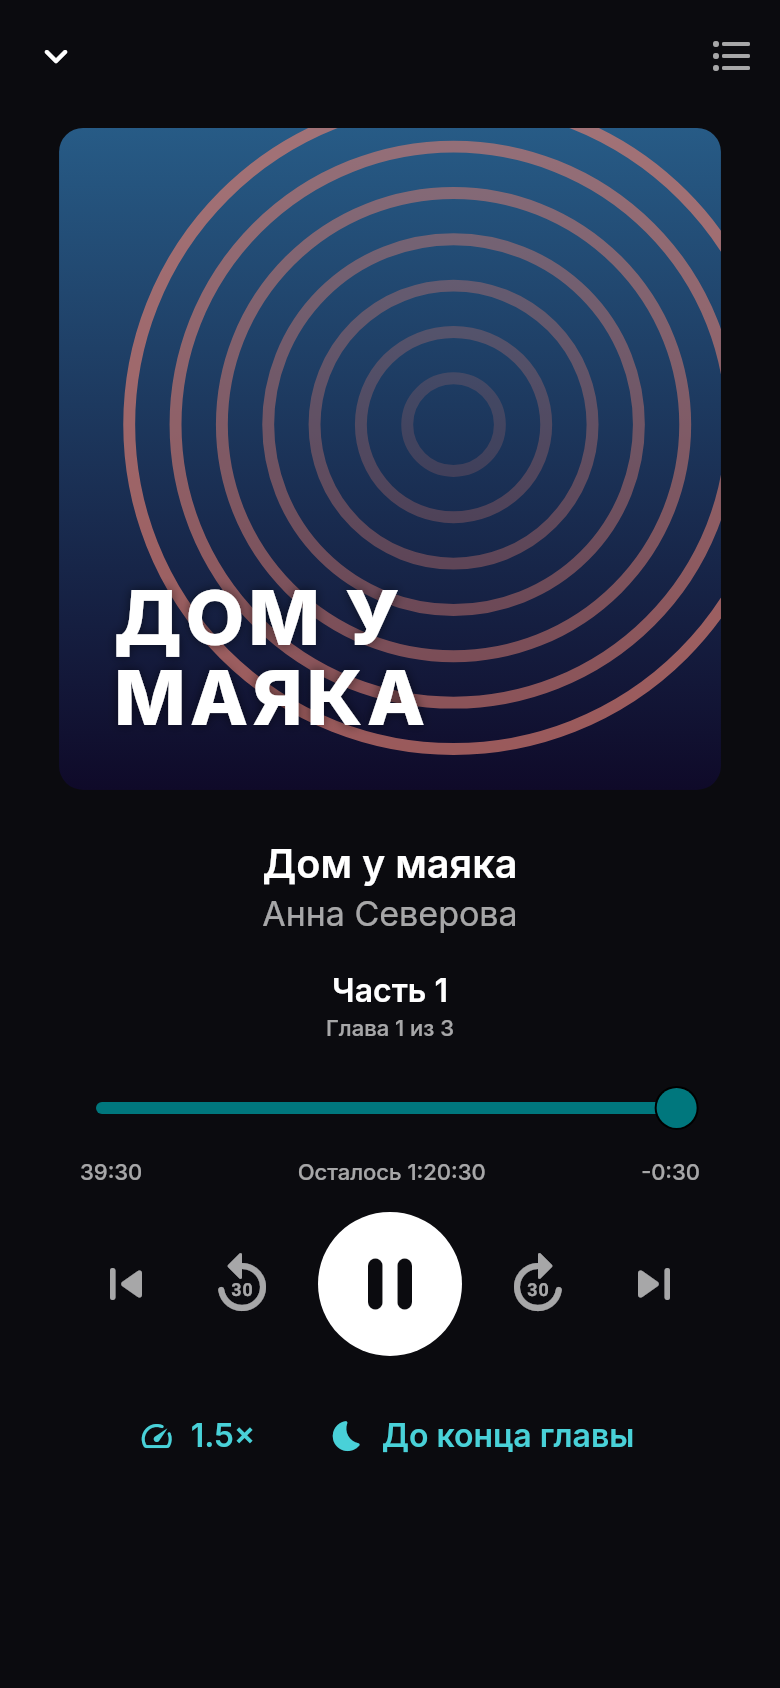 ДОМ У
МАЯКА
Дом у маяка
Анна Северова
Часть 1
Глава 1 из 3
39:30 Осталось 1:20:30 -0:30
30 30
1.5× До конца главы